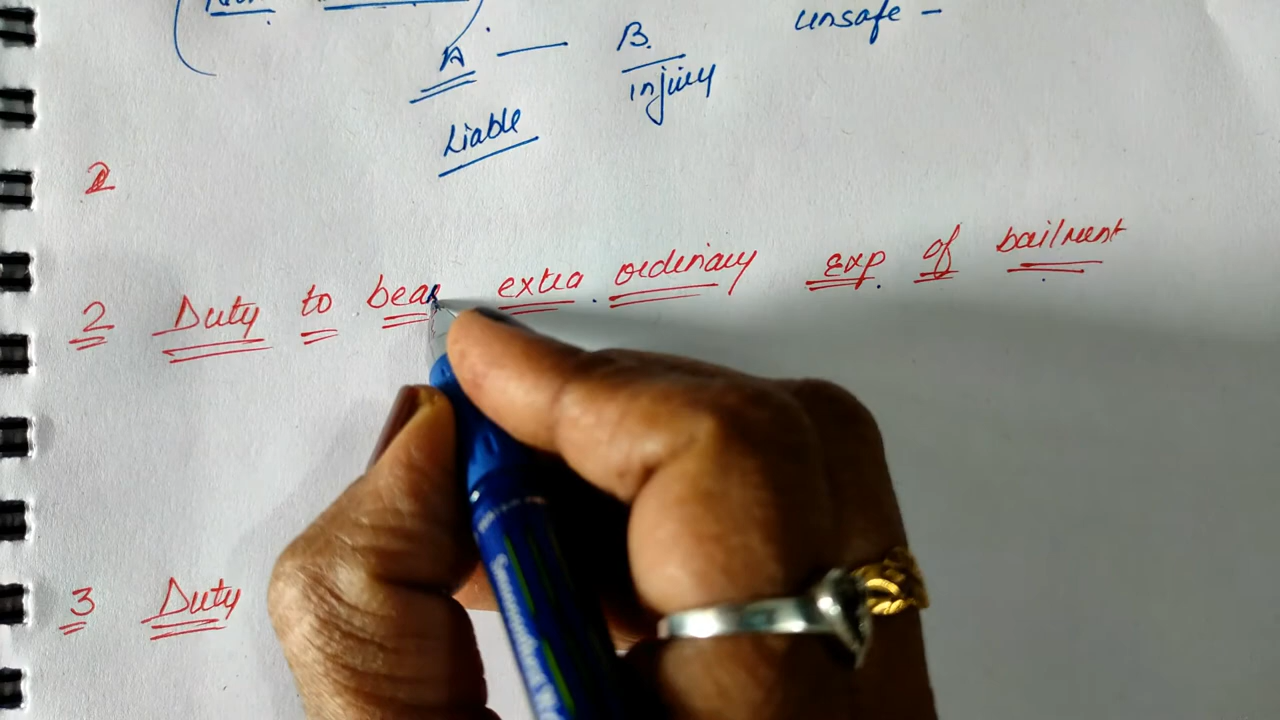 unsafe -
A — B.
injury
Liable
2
2 Duty to bear extra ordinary exp. of bailment
3 Duty